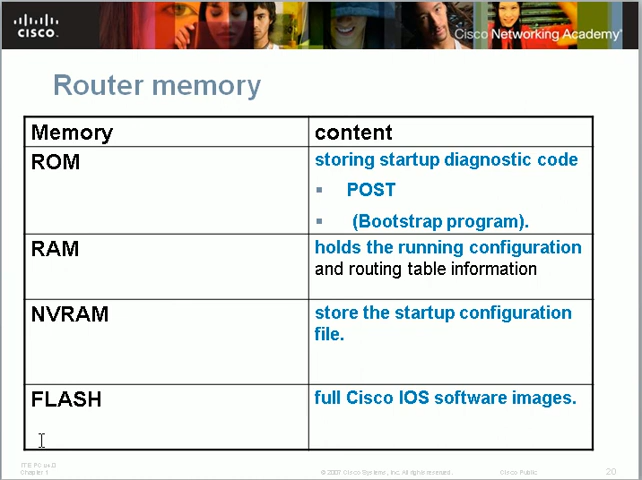 CISCO
Cisco Networking Academy
Router memory
Memory content
ROM storing startup diagnostic code
▪ POST
▪ (Bootstrap program).
RAM holds the running configuration
and routing table information
NVRAM store the startup configuration
file.
FLASH full Cisco IOS software images.
Chapter 1
© 2007 Cisco Systems, Inc. All rights reserved.
Cisco Public
20